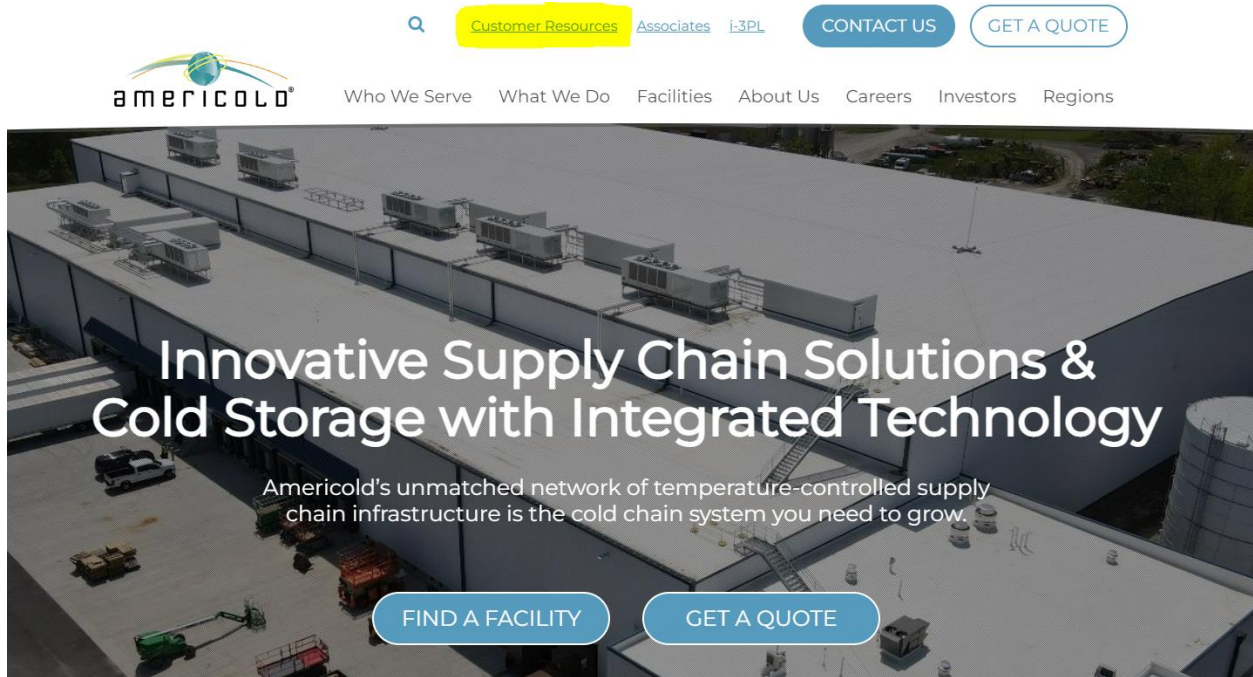 Customer Resources Associates i-3PL CONTACT US GET A QUOTE
americold®
Who We Serve What We Do Facilities About Us Careers Investors Regions
Innovative Supply Chain Solutions &
Cold Storage with Integrated Technology
Americold’s unmatched network of temperature-controlled supply
chain infrastructure is the cold chain system you need to grow.
FIND A FACILITY GET A QUOTE